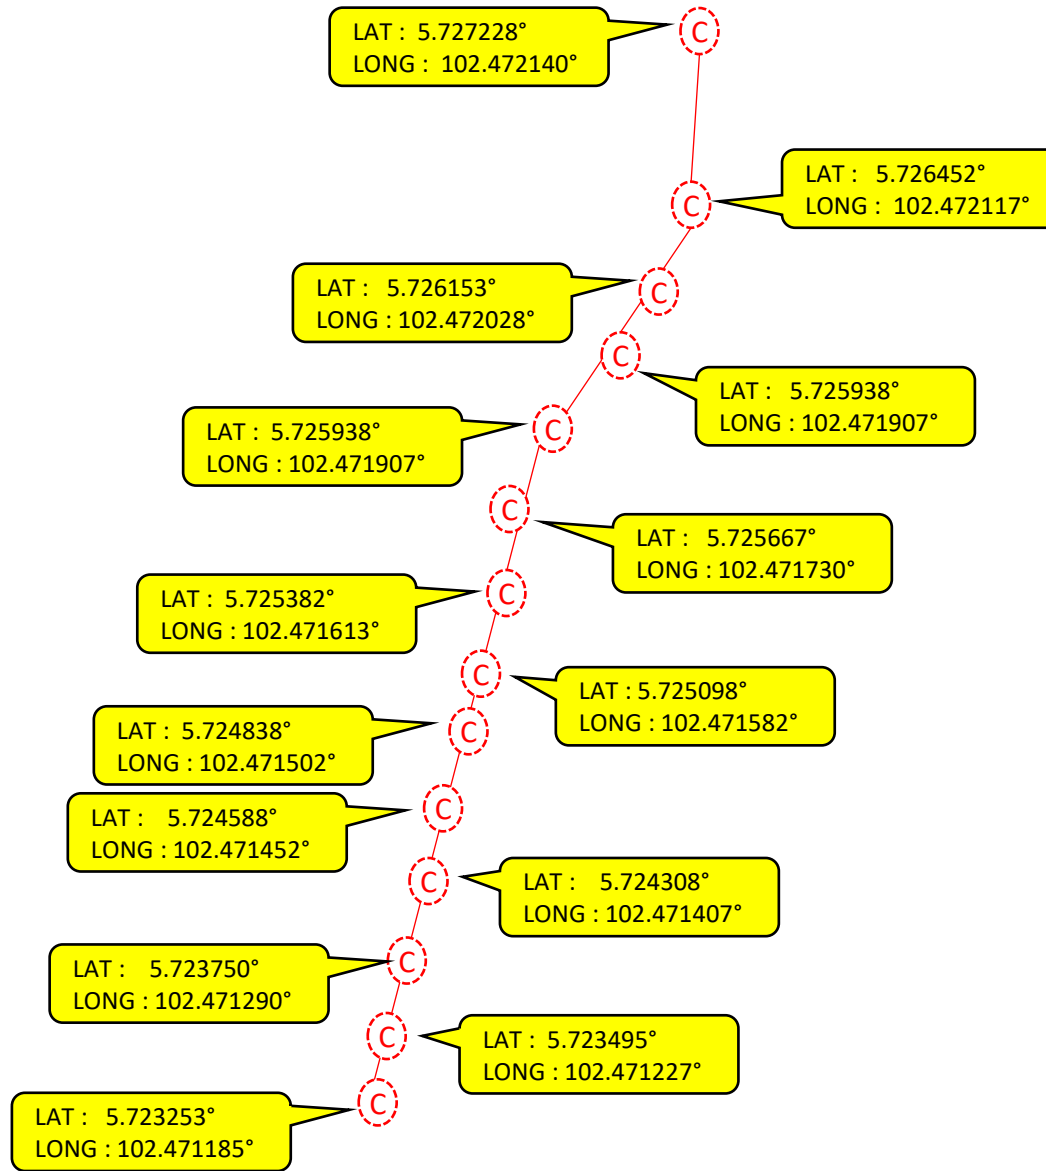 LAT : 5.727228°
LONG : 102.472140°
C
LAT : 5.726452°
LONG : 102.472117°
C
LAT : 5.726153°
LONG : 102.472028°
C
C
LAT : 5.725938°
LONG : 102.471907°
LAT : 5.725938°
LONG : 102.471907°
C
C
LAT : 5.725667°
LONG : 102.471730°
LAT : 5.725382°
LONG : 102.471613°
C
C
LAT : 5.725098°
LONG : 102.471582°
LAT : 5.724838°
LONG : 102.471502°
C
LAT : 5.724588°
LONG : 102.471452°
C
C
LAT : 5.724308°
LONG : 102.471407°
LAT : 5.723750°
LONG : 102.471290°
C
C
LAT : 5.723495°
LONG : 102.471227°
LAT : 5.723253°
LONG : 102.471185°
C